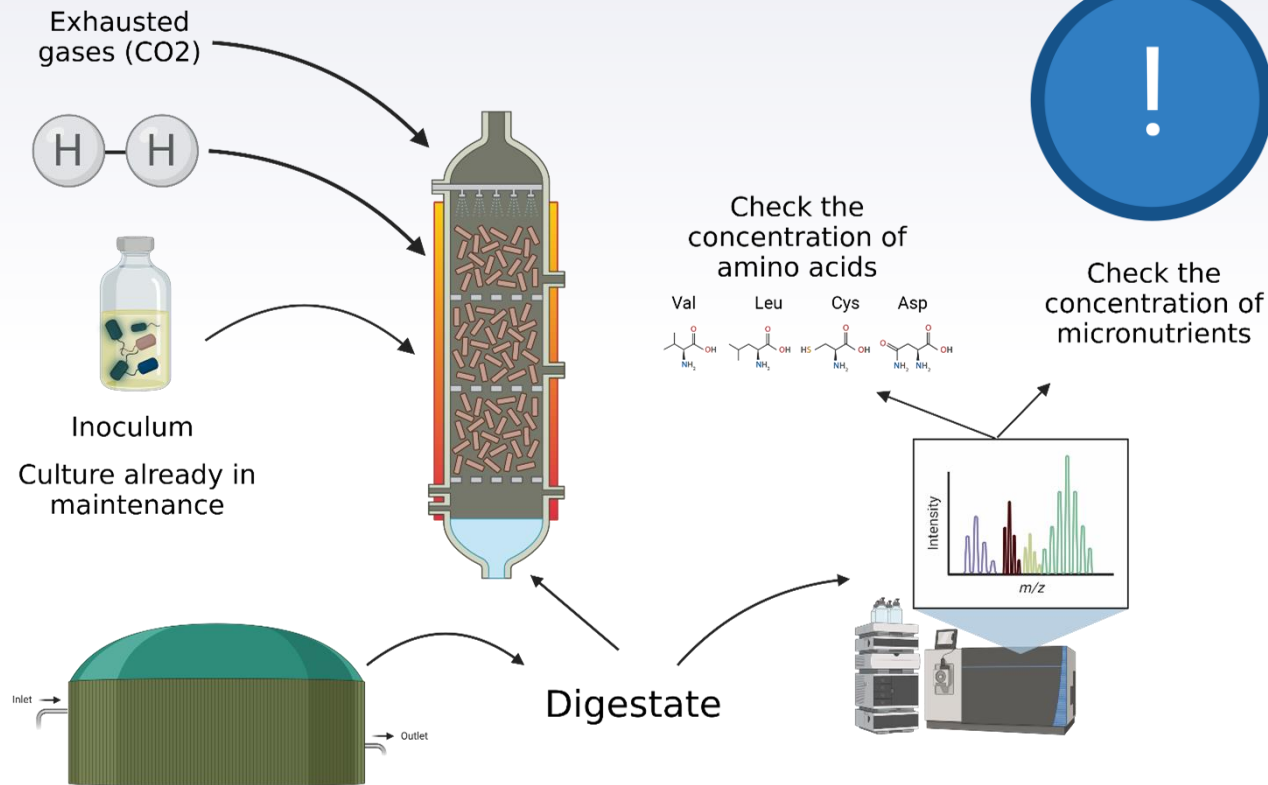 Exhausted
gases (CO2)
H H
!
Check the
concentration of
amino acids
Val Leu Cys Asp
O OH NH2
O OH NH2
HS O OH NH2
O O OH NH2 NH2
Check the
concentration of
micronutrients
Inoculum
Culture already in
maintenance
Intensity
m/z
Inlet
Outlet
Digestate